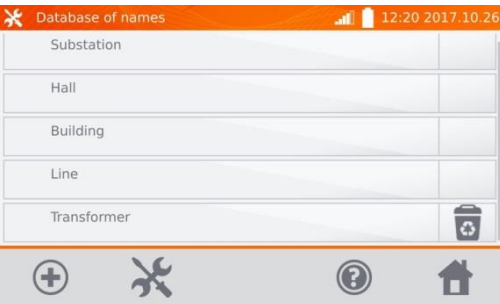 Database of names 12:20 2017.10.26
Substation
Hall
Building
Line
Transformer